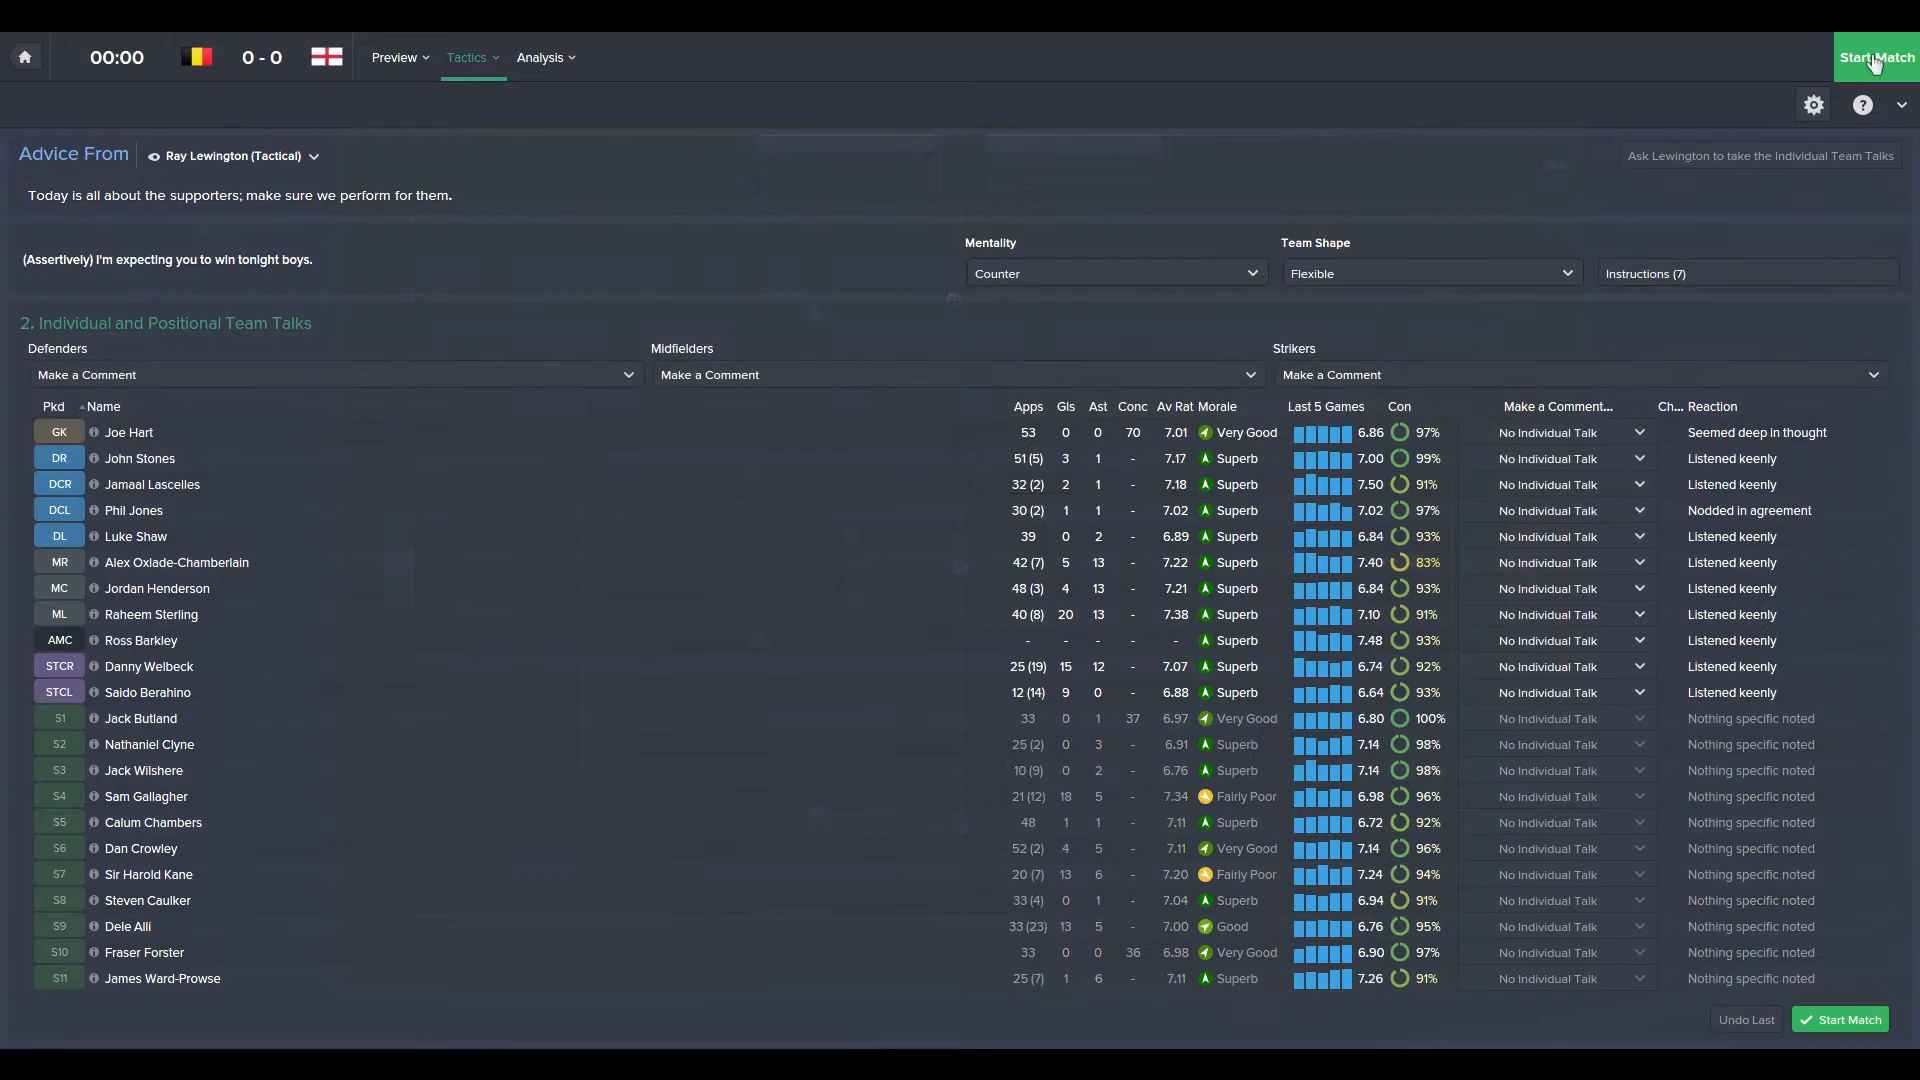 00:00 0 - 0 Preview Tactics Analysis Start Match
?
Advice From Ray Lewington (Tactical) Ask Lewington to take the Individual Team Talks
Today is all about the supporters; make sure we perform for them.
Mentality Team Shape
(Assertively) I'm expecting you to win tonight boys. Counter Flexible Instructions (7)
2. Individual and Positional Team Talks
Defenders Midfielders Strikers
Make a Comment Make a Comment Make a Comment
Pkd Name Apps Gls Ast Conc Av Rat Morale Last 5 Games Con Make a Comment... Ch... Reaction
GK Joe Hart 53 0 0 70 7.01 Very Good 6.86 97% No Individual Talk Seemed deep in thought
DR John Stones 51 (5) 3 1 - 7.17 Superb 7.00 99% No Individual Talk Listened keenly
DCR Jamaal Lascelles 32 (2) 2 1 - 7.18 Superb 7.50 91% No Individual Talk Listened keenly
DCL Phil Jones 30 (2) 1 1 - 7.02 Superb 7.02 97% No Individual Talk Nodded in agreement
DL Luke Shaw 39 0 2 - 6.89 Superb 6.84 93% No Individual Talk Listened keenly
MR Alex Oxlade-Chamberlain 42 (7) 5 13 - 7.22 Superb 7.40 83% No Individual Talk Listened keenly
MC Jordan Henderson 48 (3) 4 13 - 7.21 Superb 6.84 93% No Individual Talk Listened keenly
ML Raheem Sterling 40 (8) 20 13 - 7.38 Superb 7.10 91% No Individual Talk Listened keenly
AMC Ross Barkley - - - - - Superb 7.48 93% No Individual Talk Listened keenly
STCR Danny Welbeck 25 (19) 15 12 - 7.07 Superb 6.74 92% No Individual Talk Listened keenly
STCL Saido Berahino 12 (14) 9 0 - 6.88 Superb 6.64 93% No Individual Talk Listened keenly
S1 Jack Butland 33 0 1 37 6.97 Very Good 6.80 100% No Individual Talk Nothing specific noted
S2 Nathaniel Clyne 25 (2) 0 3 - 6.91 Superb 7.14 98% No Individual Talk Nothing specific noted
S3 Jack Wilshere 10 (9) 0 2 - 6.76 Superb 7.14 98% No Individual Talk Nothing specific noted
S4 Sam Gallagher 21 (12) 18 5 - 7.34 Fairly Poor 6.98 96% No Individual Talk Nothing specific noted
S5 Calum Chambers 48 1 1 - 7.11 Superb 6.72 92% No Individual Talk Nothing specific noted
S6 Dan Crowley 52 (2) 4 5 - 7.11 Very Good 7.14 96% No Individual Talk Nothing specific noted
S7 Sir Harold Kane 20 (7) 13 6 - 7.20 Fairly Poor 7.24 94% No Individual Talk Nothing specific noted
S8 Steven Caulker 33 (4) 0 1 - 7.04 Superb 6.94 91% No Individual Talk Nothing specific noted
S9 Dele Alli 33 (23) 13 5 - 7.00 Good 6.76 95% No Individual Talk Nothing specific noted
S10 Fraser Forster 33 0 0 36 6.98 Very Good 6.90 97% No Individual Talk Nothing specific noted
S11 James Ward-Prowse 25 (7) 1 6 - 7.11 Superb 7.26 91% No Individual Talk Nothing specific noted
Undo Last Start Match